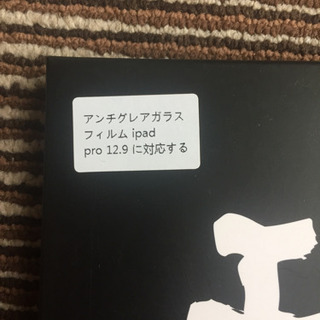 アンチグレアガラス
フィルム ipad
pro 12.9 に対応する